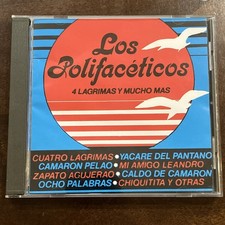 Los
Polifacéticos
4 LAGRIMAS Y MUCHO MAS
CUATRO LAGRIMAS • YACARE DEL PANTANO
CAMARON PELAO • MI AMIGO LEANDRO
ZAPATO AGUJERAO • CALDO DE CAMARON
OCHO PALABRAS • CHIQUITITA Y OTRAS